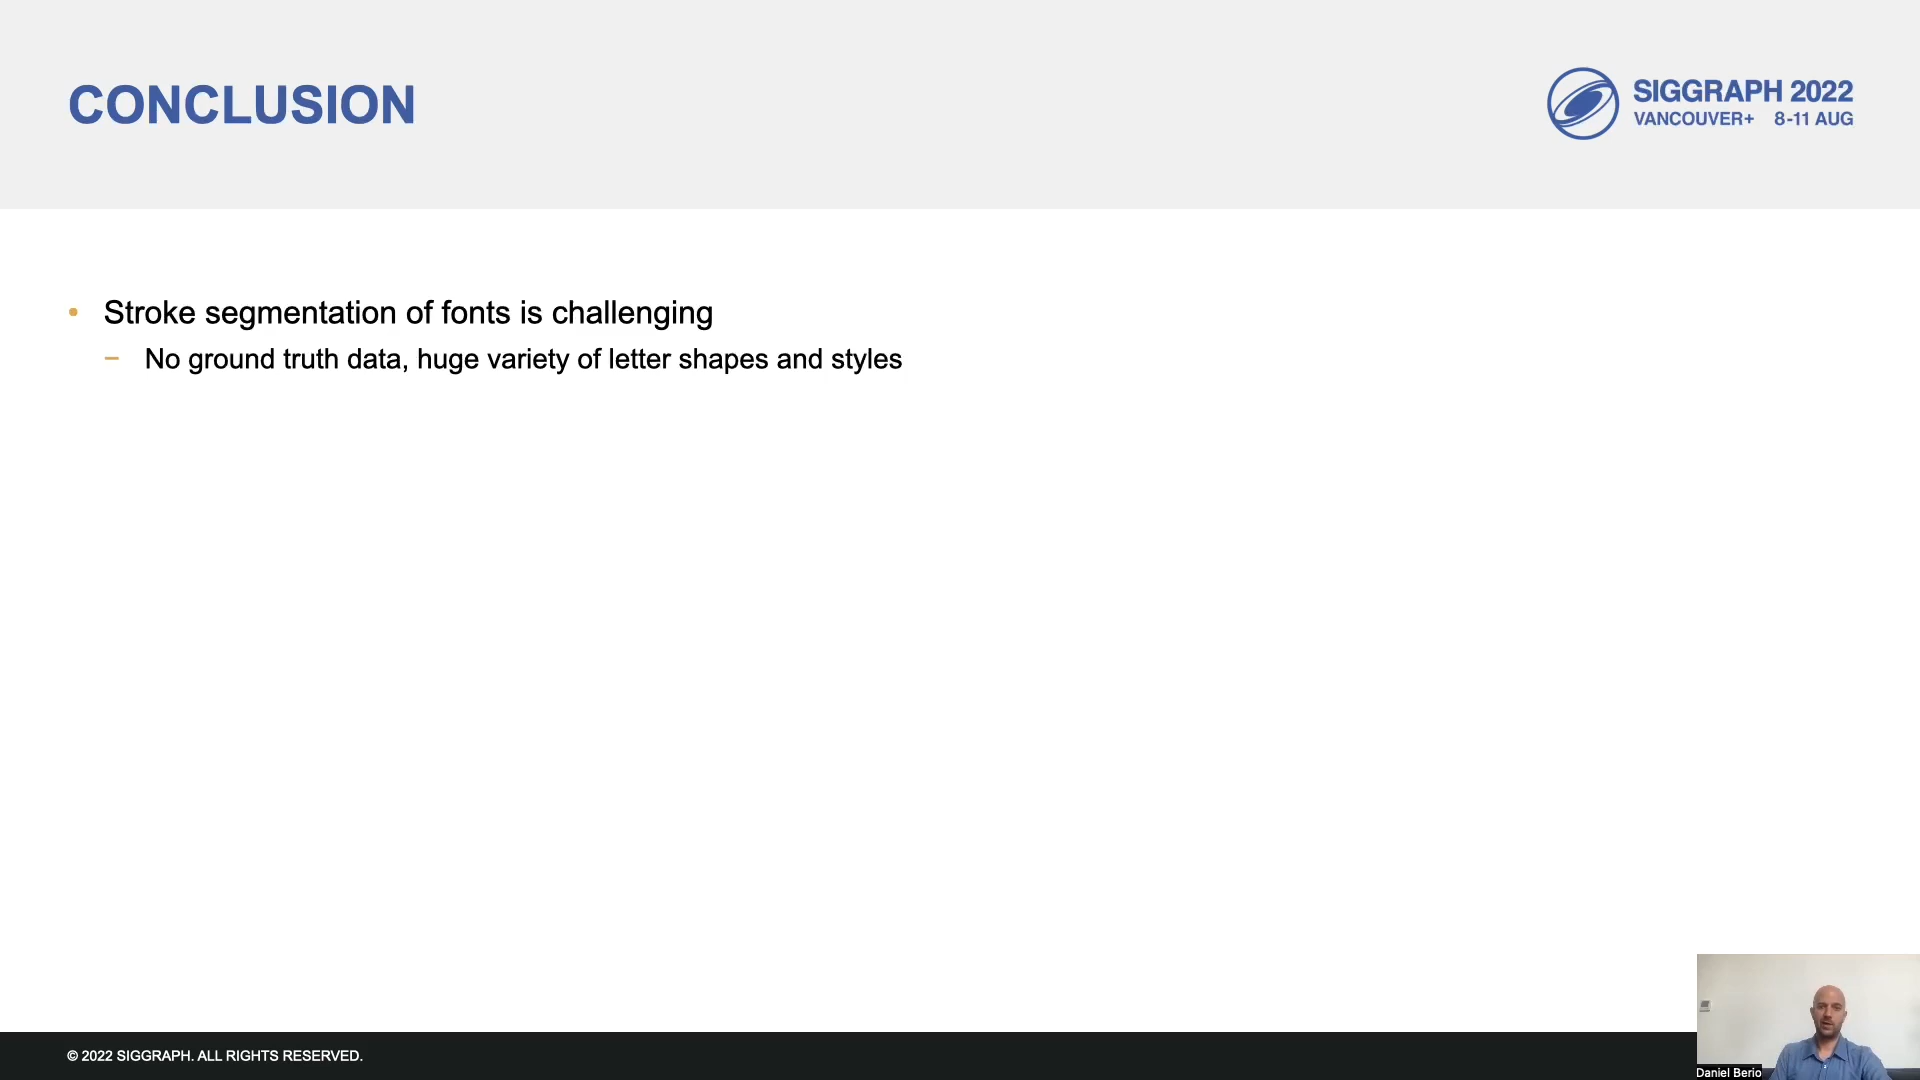 CONCLUSION
SIGGRAPH 2022
VANCOUVER+ 8-11 AUG
• Stroke segmentation of fonts is challenging
– No ground truth data, huge variety of letter shapes and styles
© 2022 SIGGRAPH. ALL RIGHTS RESERVED.
Daniel Berio